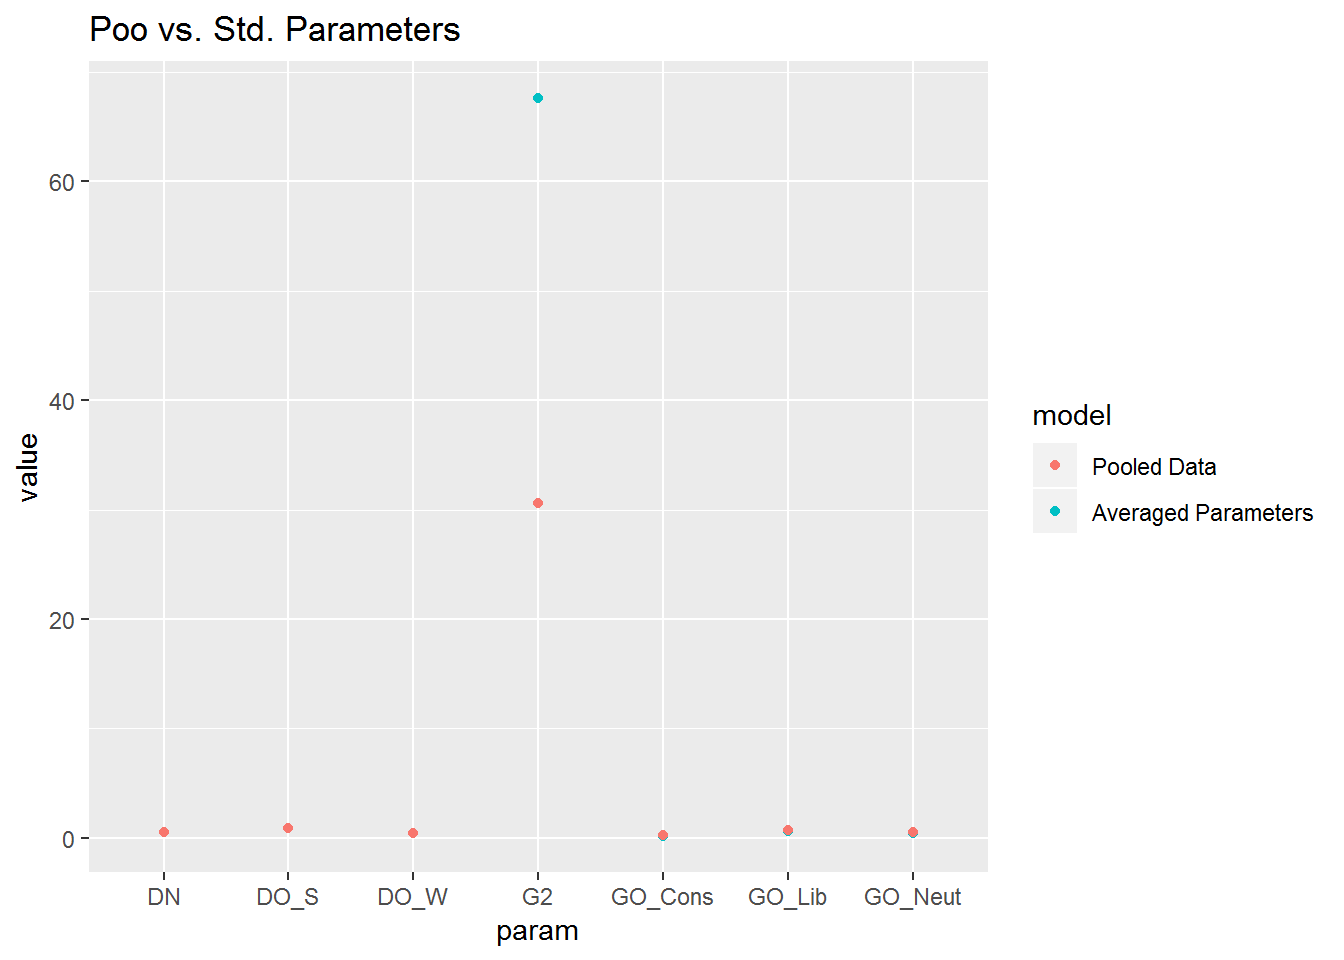 Poo vs. Std. Parameters
60
40
20
0
value
DN DO_S DO_W G2 GO_Cons GO_Lib GO_Neut
param
model
Pooled Data
Averaged Parameters